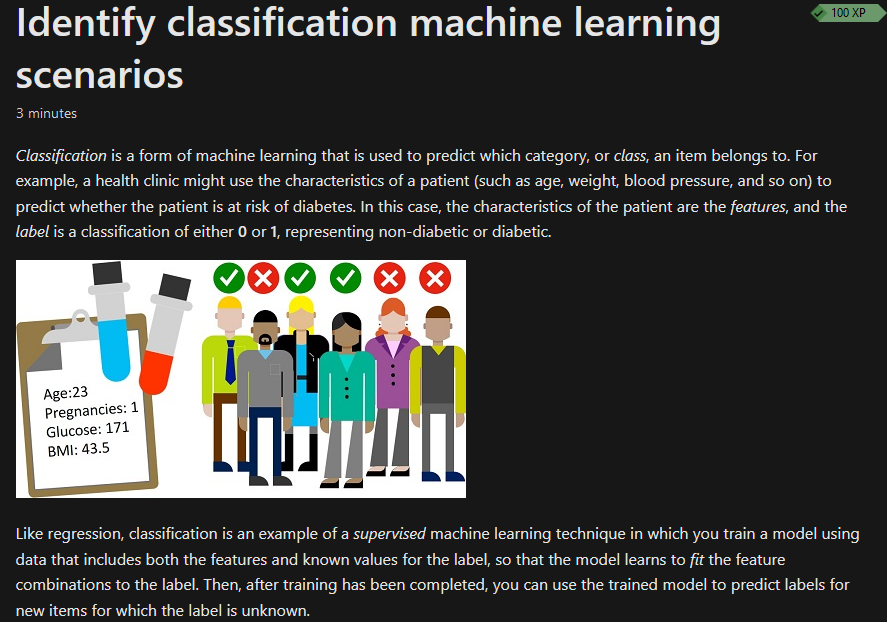 Identify classification machine learning
scenarios
100 XP
3 minutes
Classification is a form of machine learning that is used to predict which category, or class, an item belongs to. For
example, a health clinic might use the characteristics of a patient (such as age, weight, blood pressure, and so on) to
predict whether the patient is at risk of diabetes. In this case, the characteristics of the patient are the features, and the
label is a classification of either 0 or 1, representing non-diabetic or diabetic.
Age:23
Pregnancies: 1
Glucose: 171
BMI: 43.5
Like regression, classification is an example of a supervised machine learning technique in which you train a model using
data that includes both the features and known values for the label, so that the model learns to fit the feature
combinations to the label. Then, after training has been completed, you can use the trained model to predict labels for
new items for which the label is unknown.